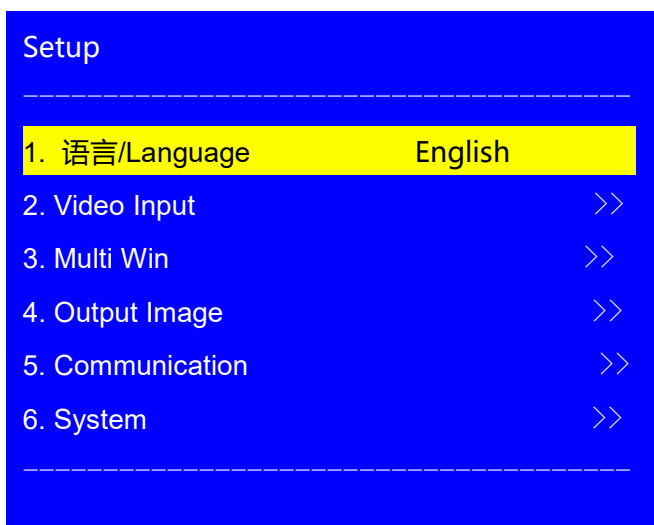 Setup
--------------------------------------
1. 语言/Language English
2. Video Input >>
3. Multi Win >>
4. Output Image >>
5. Communication >>
6. System >>
--------------------------------------